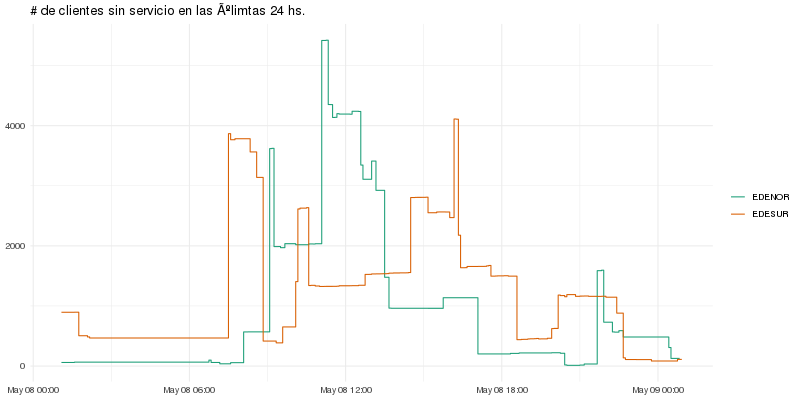 # de clientes sin servicio en las Ãºlimtas 24 hs.
4000
2000
0
May 08 00:00
May 08 06:00
May 08 12:00
May 08 18:00
May 09 00:00
EDENOR
EDESUR